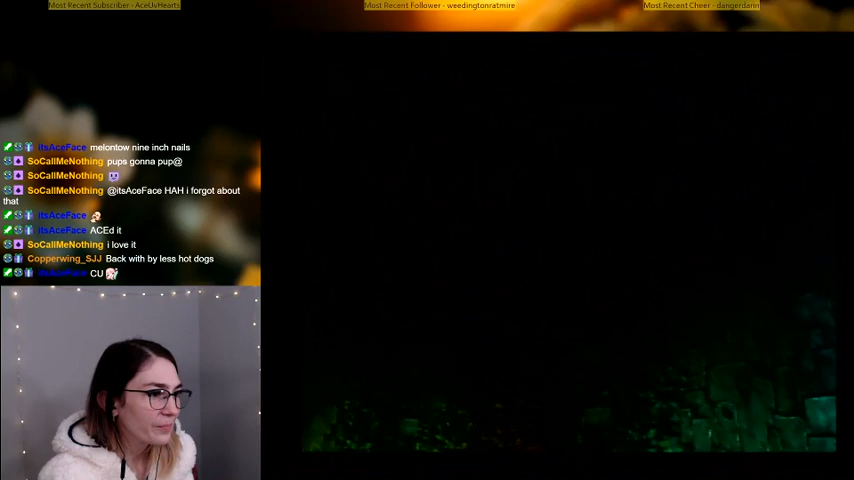 Most Recent Subscriber - AceUvHearts
Most Recent Follower - weedingtonratmire
Most Recent Cheer - dangerdarin
itsAceFace melontow nine inch nails
SoCallMeNothing pups gonna pup@
SoCallMeNothing
SoCallMeNothing @itsAceFace HAH i forgot about
that
itsAceFace
itsAceFace ACEd it
SoCallMeNothing i love it
Copperwing_SJJ Back with by less hot dogs
itsAceFace CU